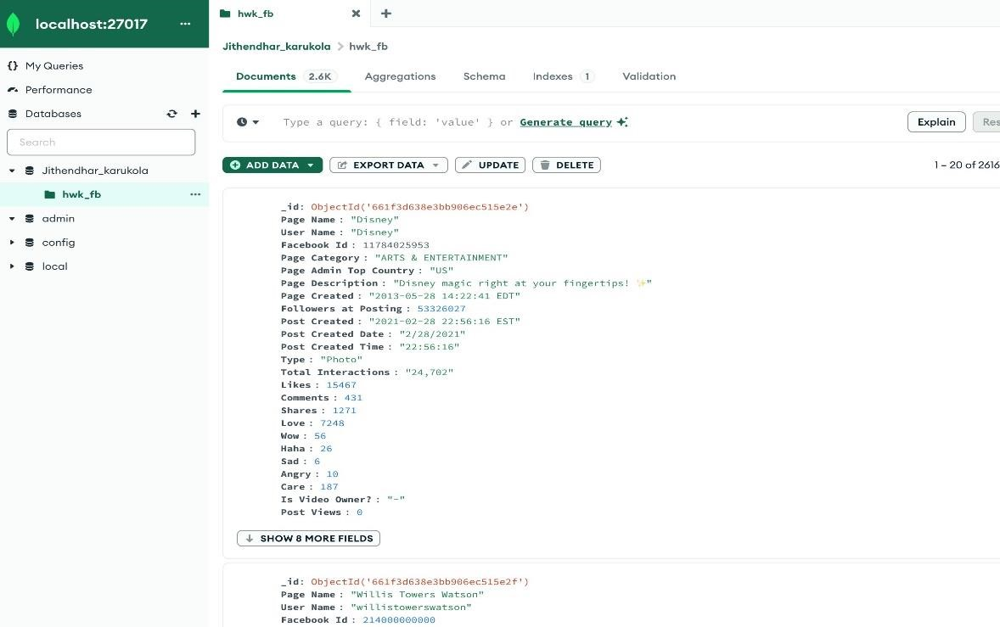 hwk_fb
localhost:27017
Jithendhar_karukola > hwk_fb
My Queries
Performance
Databases
Search
Jithendhar_karukola
hwk_fb
admin
config
local
Documents 2.6K Aggregations Schema Indexes 1 Validation
Type a query: { field: 'value' } or Generate query
Explain
Res
ADD DATA EXPORT DATA UPDATE DELETE
1 – 20 of 2616
_id: ObjectId('661f3d638e3bb906ec515e2e')
Page Name : "Disney"
User Name : "Disney"
Facebook Id : 11784025953
Page Category : "ARTS & ENTERTAINMENT"
Page Admin Top Country : "US"
Page Description : "Disney magic right at your fingertips! ✨"
Page Created : "2013-05-28 14:22:41 EDT"
Followers at Posting : 53326027
Post Created : "2021-02-28 22:56:16 EST"
Post Created Date : "2/28/2021"
Post Created Time : "22:56:16"
Type : "Photo"
Total Interactions : "24,702"
Likes : 15467
Comments : 431
Shares : 1271
Love : 7248
Wow : 56
Haha : 26
Sad : 6
Angry : 10
Care : 187
Is Video Owner? : "-"
Post Views : 0
SHOW 8 MORE FIELDS
_id: ObjectId('661f3d638e3bb906ec515e2f')
Page Name : "Willis Towers Watson"
User Name : "willistowerswatson"
Facebook Id : 214000000000